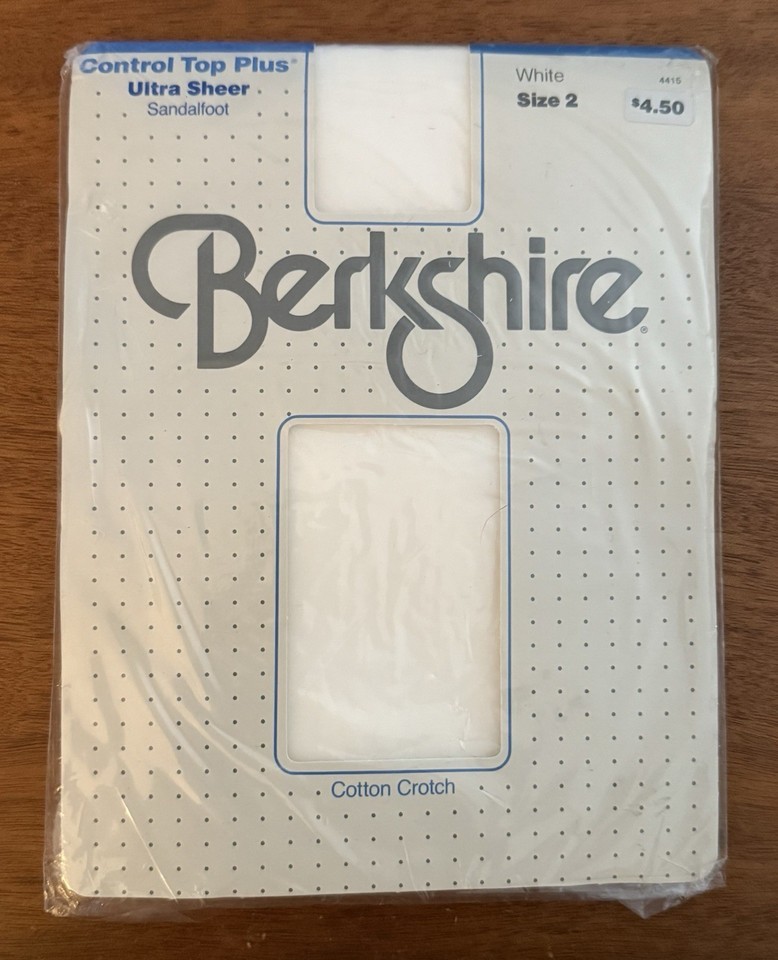 Control Top Plus®
Ultra Sheer
Sandalfoot
White
4415
Size 2
$4.50
Berkshire®
Cotton Crotch